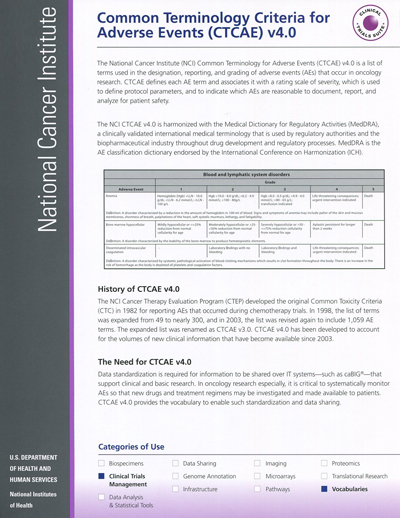 National Cancer Institute
Common Terminology Criteria for
Adverse Events (CTCAE) v4.0
CLINICAL
TRIALS SUITE
The National Cancer Institute (NCI) Common Terminology for Adverse Events (CTCAE) v4.0 is a list of
terms used in the designation, reporting, and grading of adverse events (AEs) that occur in oncology
research. CTCAE defines each AE term and associates it with a rating scale of severity, which is used
to define protocol parameters, and to indicate which AEs are reasonable to document, report, and
analyze for patient safety.
The NCI CTCAE v4.0 is harmonized with the Medical Dictionary for Regulatory Activities (MedDRA),
a clinically validated international medical terminology that is used by regulatory authorities and the
biopharmaceutical industry throughout drug development and regulatory processes. MedDRA is the
AE classification dictionary endorsed by the International Conference on Harmonization (ICH).
Blood and lymphatic system disorders
Grade
Adverse Event 1 2 3 4 5
Anemia
Life-threatening consequences;
urgent intervention indicated
Death
Bone marrow hypocellular
Death
Disseminated intravascular
coagulation
Laboratory findings with no
bleeding
Laboratory findings and
bleeding
Life-threatening consequences;
urgent intervention indicated
Death
History of CTCAE v4.0
The NCI Cancer Therapy Evaluation Program (CTEP) developed the original Common Toxicity Criteria
(CTC) in 1982 for reporting AEs that occurred during chemotherapy trials. In 1998, the list of terms
was expanded from 49 to nearly 300, and in 2003, the list was revised again to include 1,059 AE
terms. The expanded list was renamed as CTCAE v3.0. CTCAE v4.0 has been developed to account
for the volumes of new clinical information that have become available since 2003.
The Need for CTCAE v4.0
Data standardization is required for information to be shared over IT systems—such as caBIG®—that
support clinical and basic research. In oncology research especially, it is critical to systematically monitor
AEs so that new drugs and treatment regimens may be investigated and made available to patients.
CTCAE v4.0 provides the vocabulary to enable such standardization and data sharing.
Categories of Use
Biospecimens
Clinical Trials
Management
Data Analysis
& Statistical Tools
Data Sharing
Genome Annotation
Infrastructure
Imaging
Microarrays
Pathways
Proteomics
Translational Research
Vocabularies
U.S. DEPARTMENT
OF HEALTH AND
HUMAN SERVICES
National Institutes
of Health